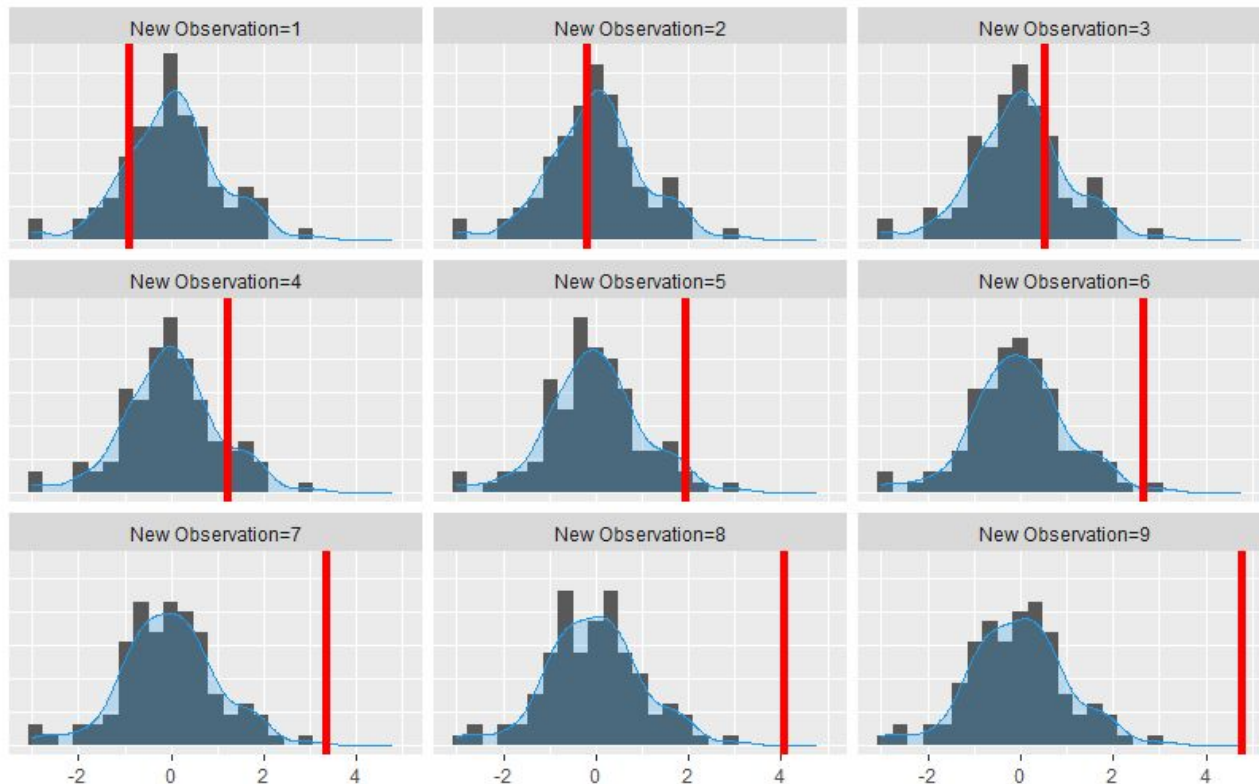 New Observation=1
New Observation=2
New Observation=3
New Observation=4
New Observation=5
New Observation=6
New Observation=7
New Observation=8
New Observation=9
-2 0 2 4 -2 0 2 4 -2 0 2 4